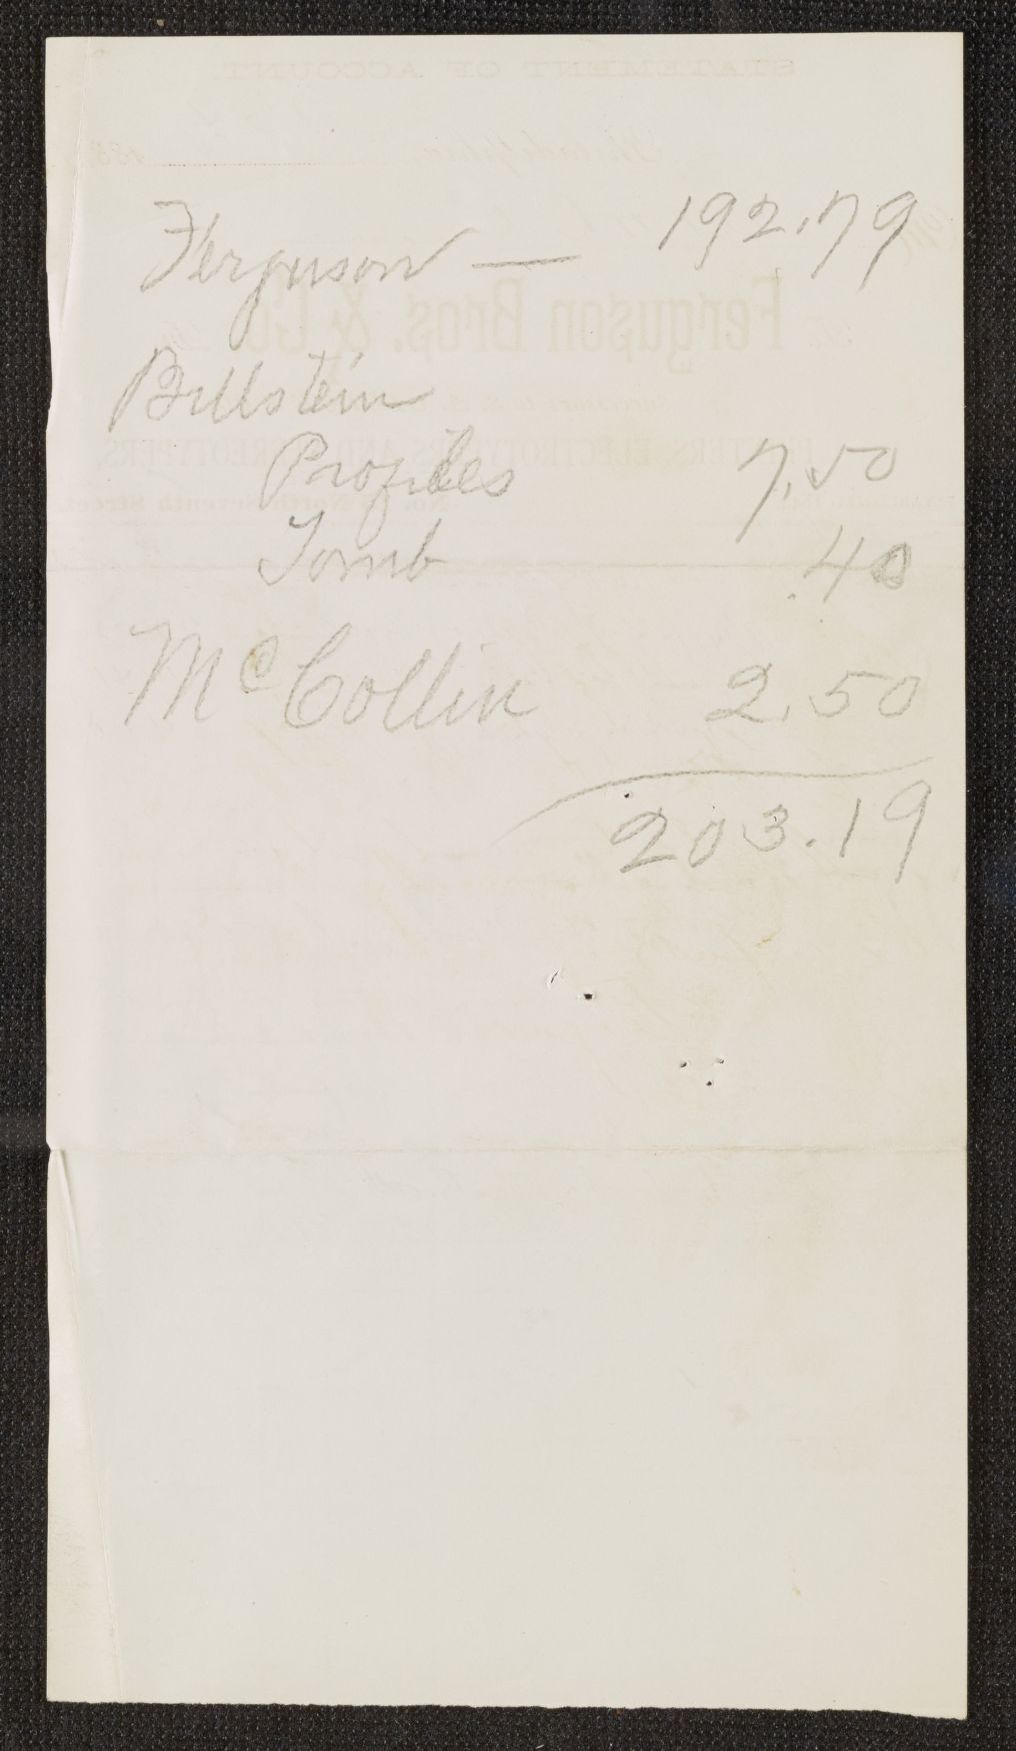 Ferguson — 192.79
Billstein
Profiles 7.50
Tomb .40
McCollin 2.50
203.19